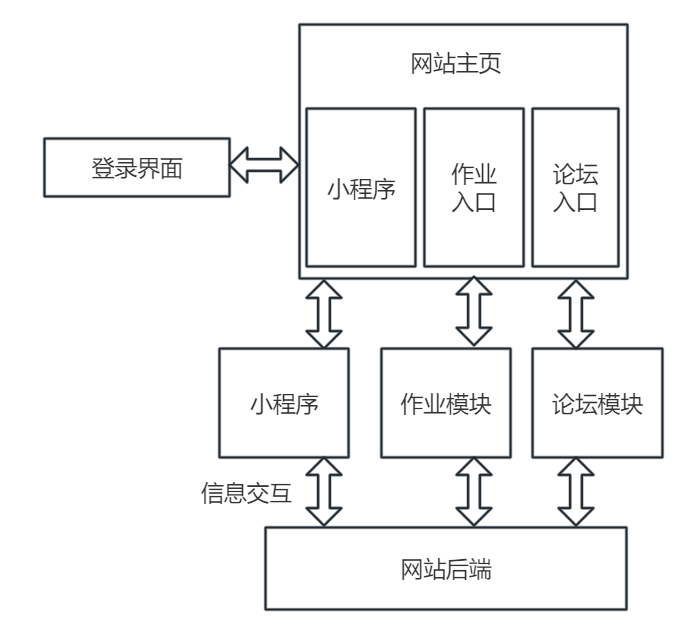 网站主页
登录界面
小程序
作业
入口
论坛
入口
小程序
作业模块
论坛模块
信息交互
网站后端